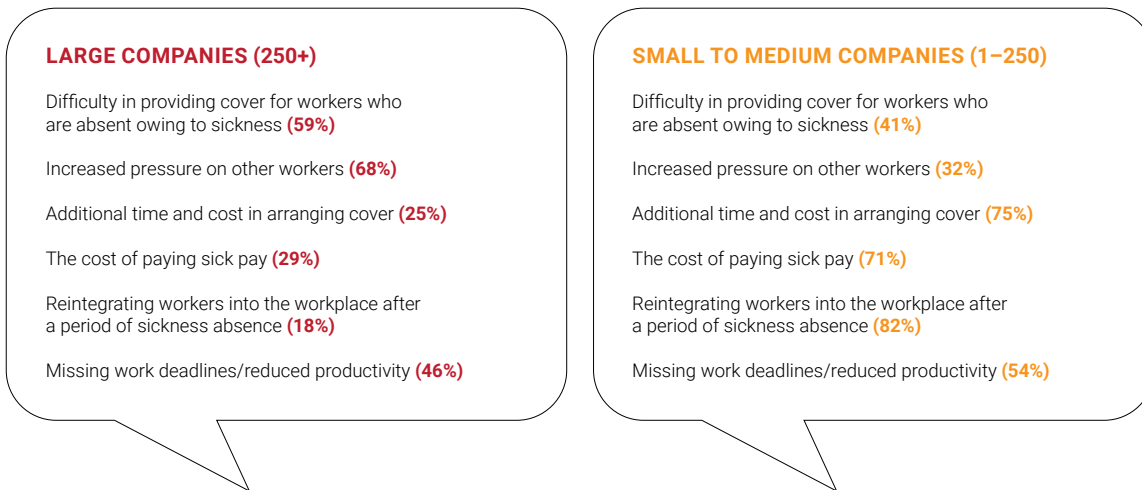 LARGE COMPANIES (250+)
Difficulty in providing cover for workers who
are absent owing to sickness (59%)
Increased pressure on other workers (68%)
Additional time and cost in arranging cover (25%)
The cost of paying sick pay (29%)
Reintegrating workers into the workplace after
a period of sickness absence (18%)
Missing work deadlines/reduced productivity (46%)
SMALL TO MEDIUM COMPANIES (1–250)
Difficulty in providing cover for workers who
are absent owing to sickness (41%)
Increased pressure on other workers (32%)
Additional time and cost in arranging cover (75%)
The cost of paying sick pay (71%)
Reintegrating workers into the workplace after
a period of sickness absence (82%)
Missing work deadlines/reduced productivity (54%)